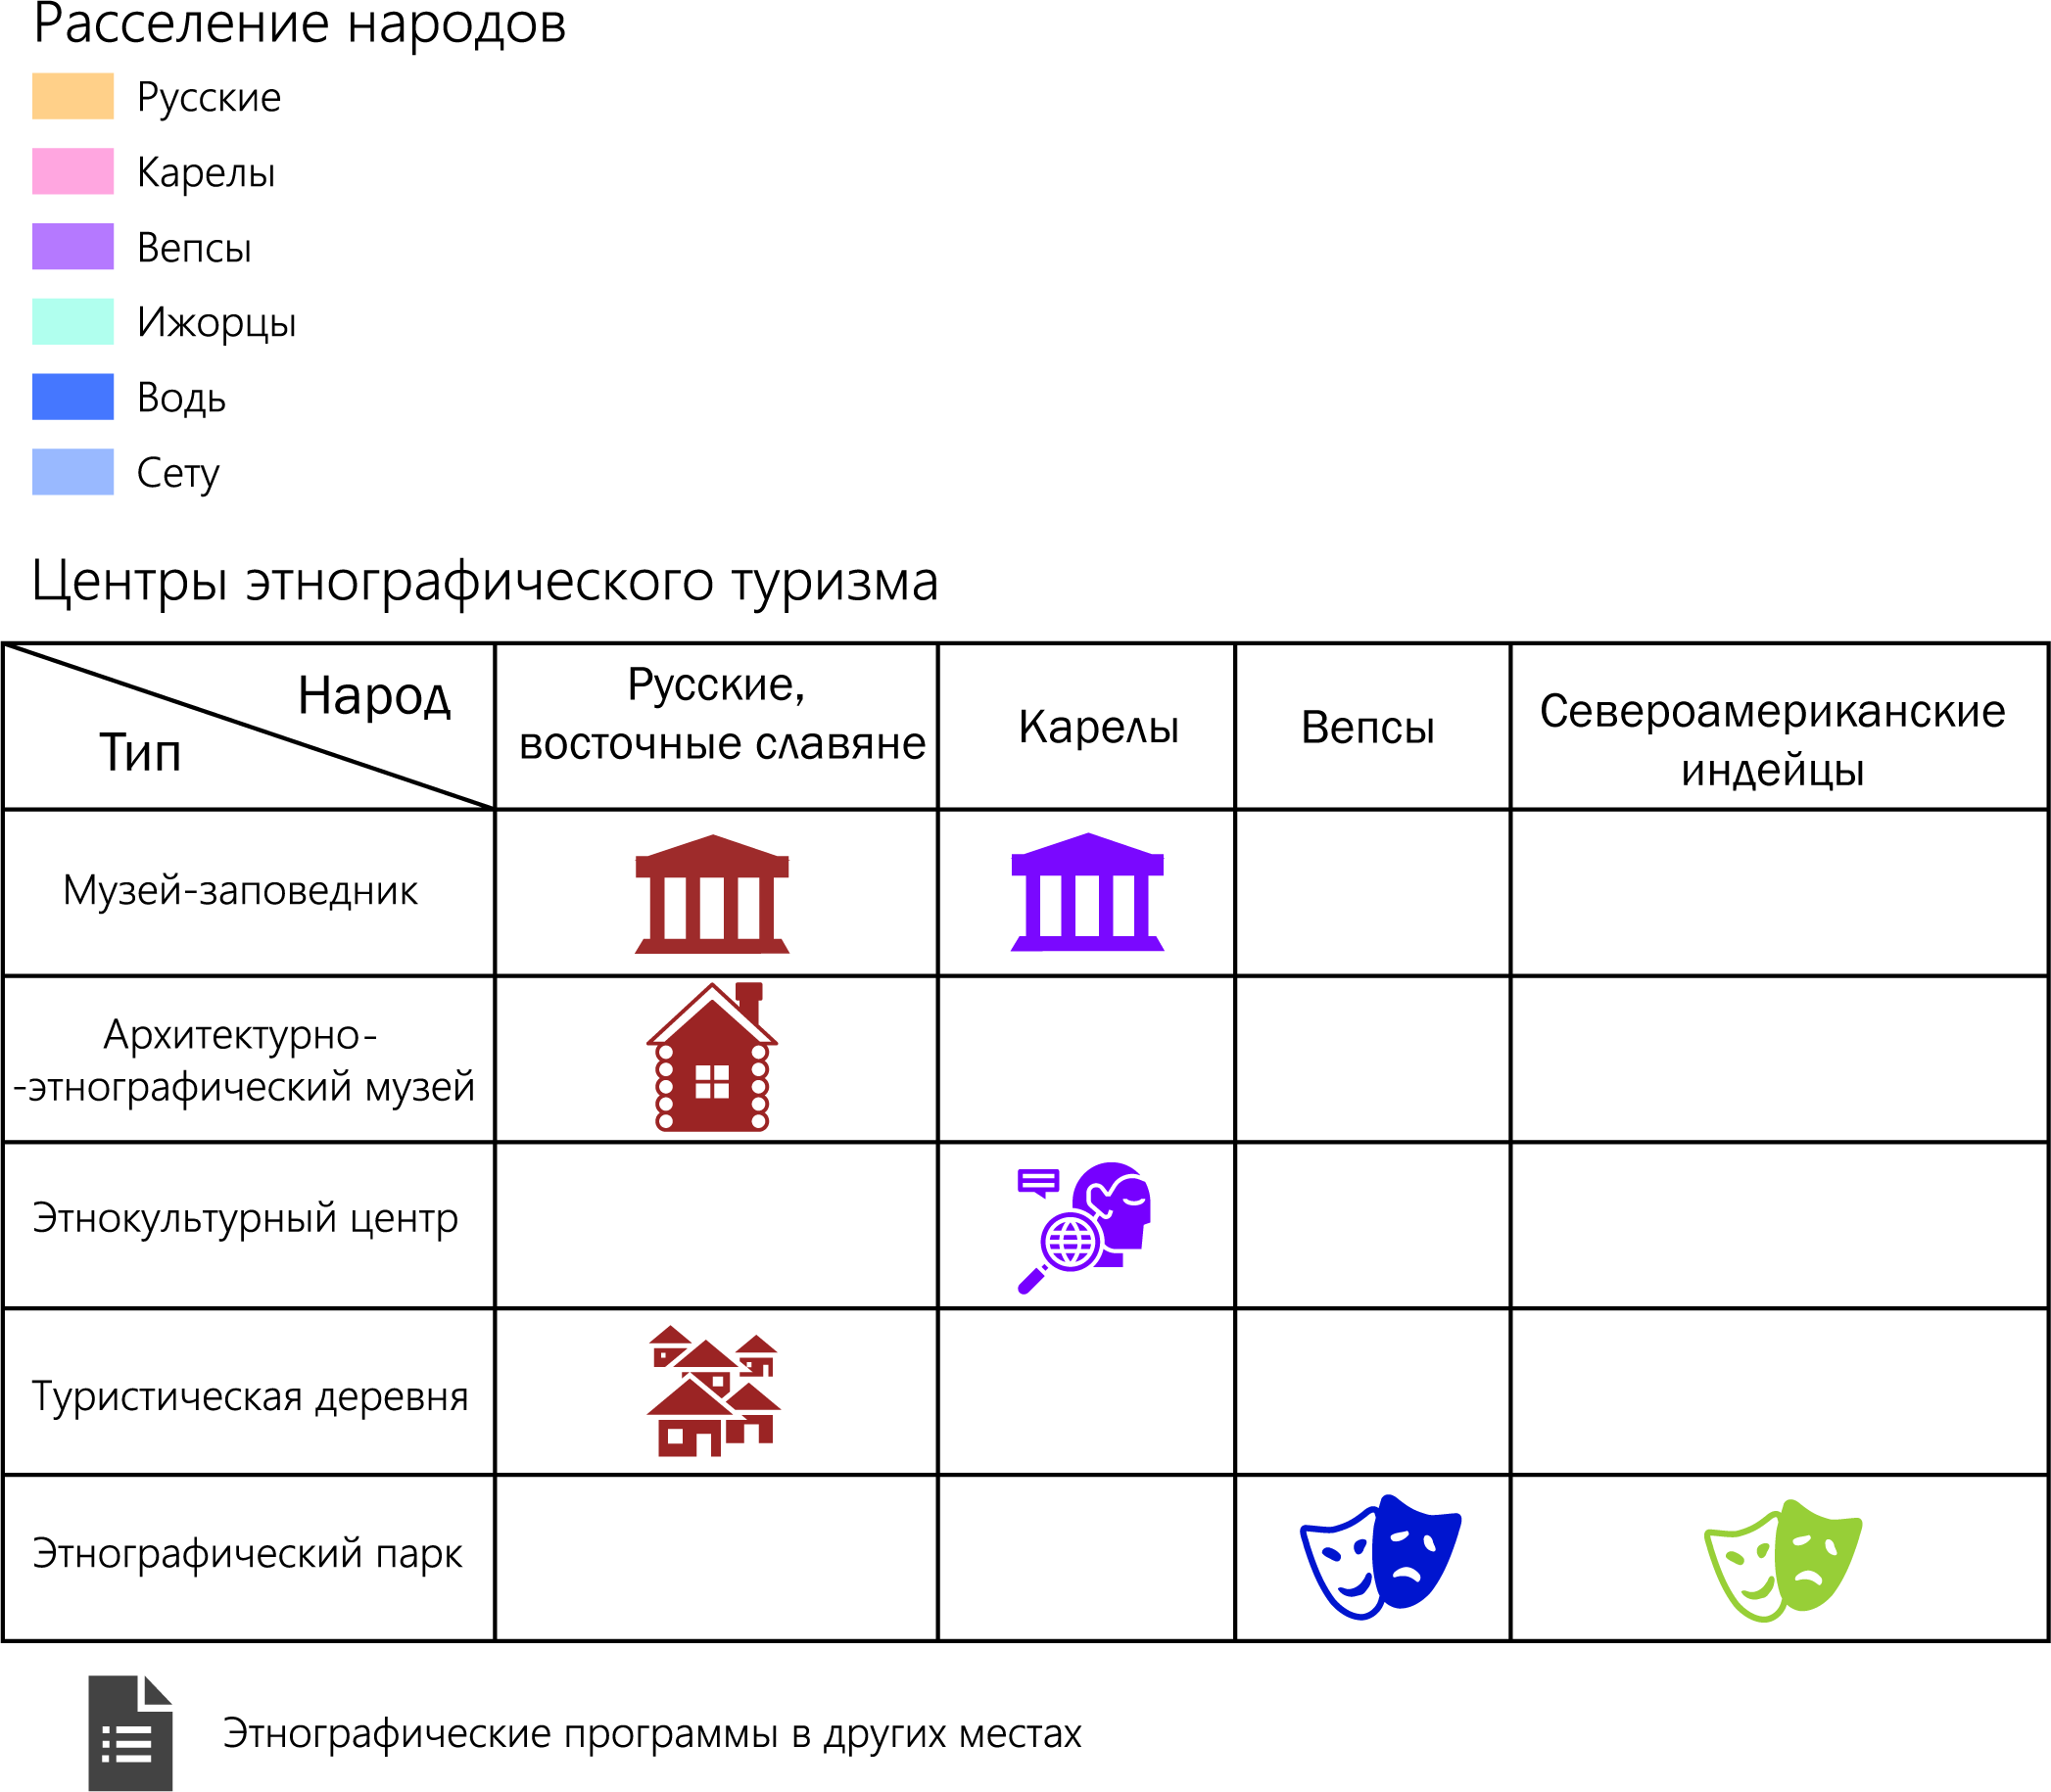 Расселение народов
Русские
Карелы
Вепсы
Ижорцы
Водь
Сету
Центры этнографического туризма
Народ
Тип
Русские,
восточные славяне
Карелы
Вепсы
Североамериканские
индейцы
Музей-заповедник
Архитектурно-
-этнографический музей
Этнокультурный центр
Туристическая деревня
Этнографический парк
Этнографические программы в других местах